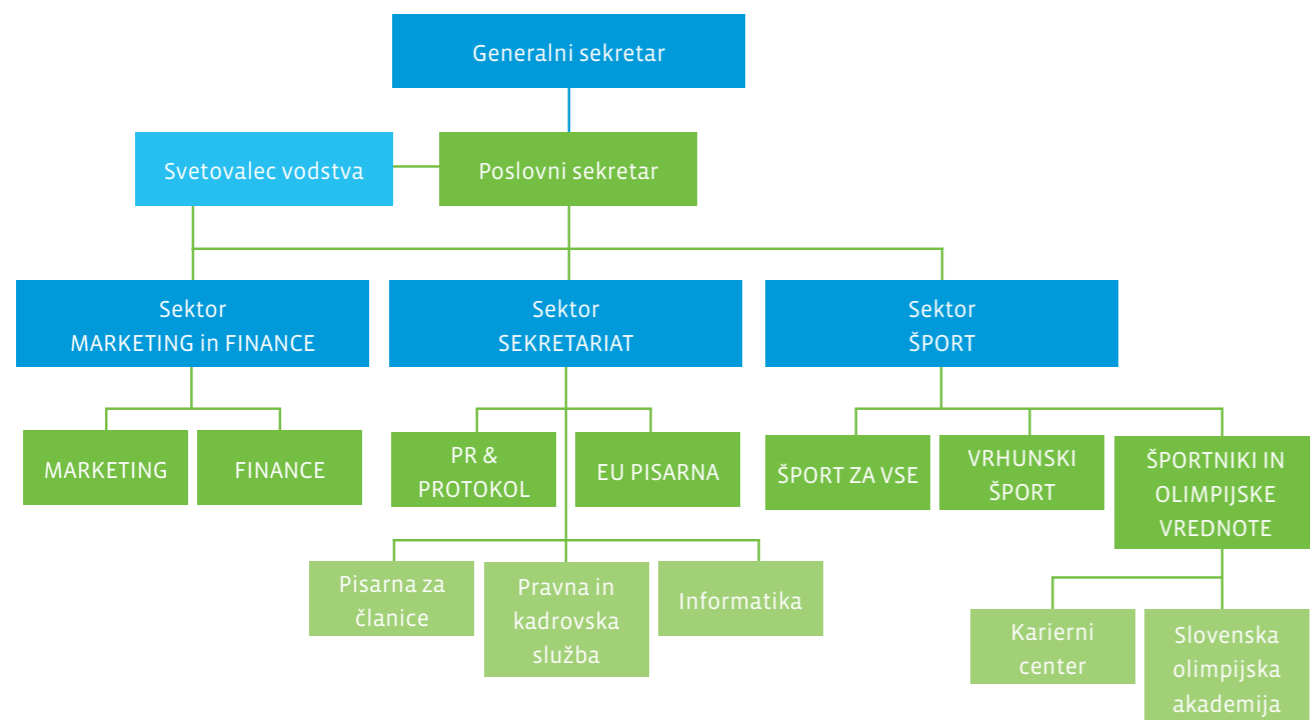 Generalni sekretar
Svetovalec vodstva
Poslovni sekretar
Sektor
MARKETING in FINANCE
Sektor
SEKRETARIAT
Sektor
ŠPORT
MARKETING
FINANCE
PR &
PROTOKOL
EU PISARNA
ŠPORT ZA VSE
VRHUNSKI
ŠPORT
ŠPORTNIKI IN
OLIMPIJSKE
VREDNOTE
Pisarna za
članice
Pravna in
kadrovska
služba
Informatika
Karierni
center
Slovenska
olimpijska
akademija